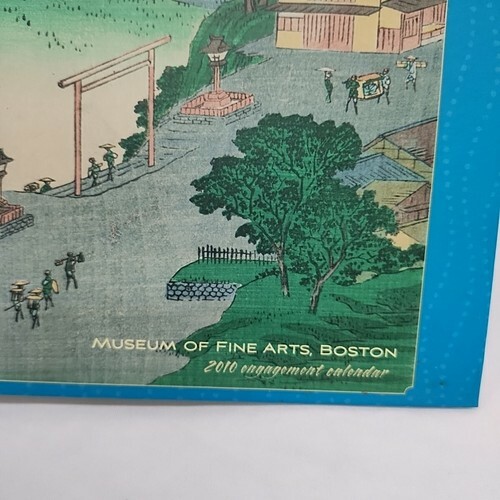 MUSEUM OF FINE ARTS, BOSTON
2010 engagement calendar